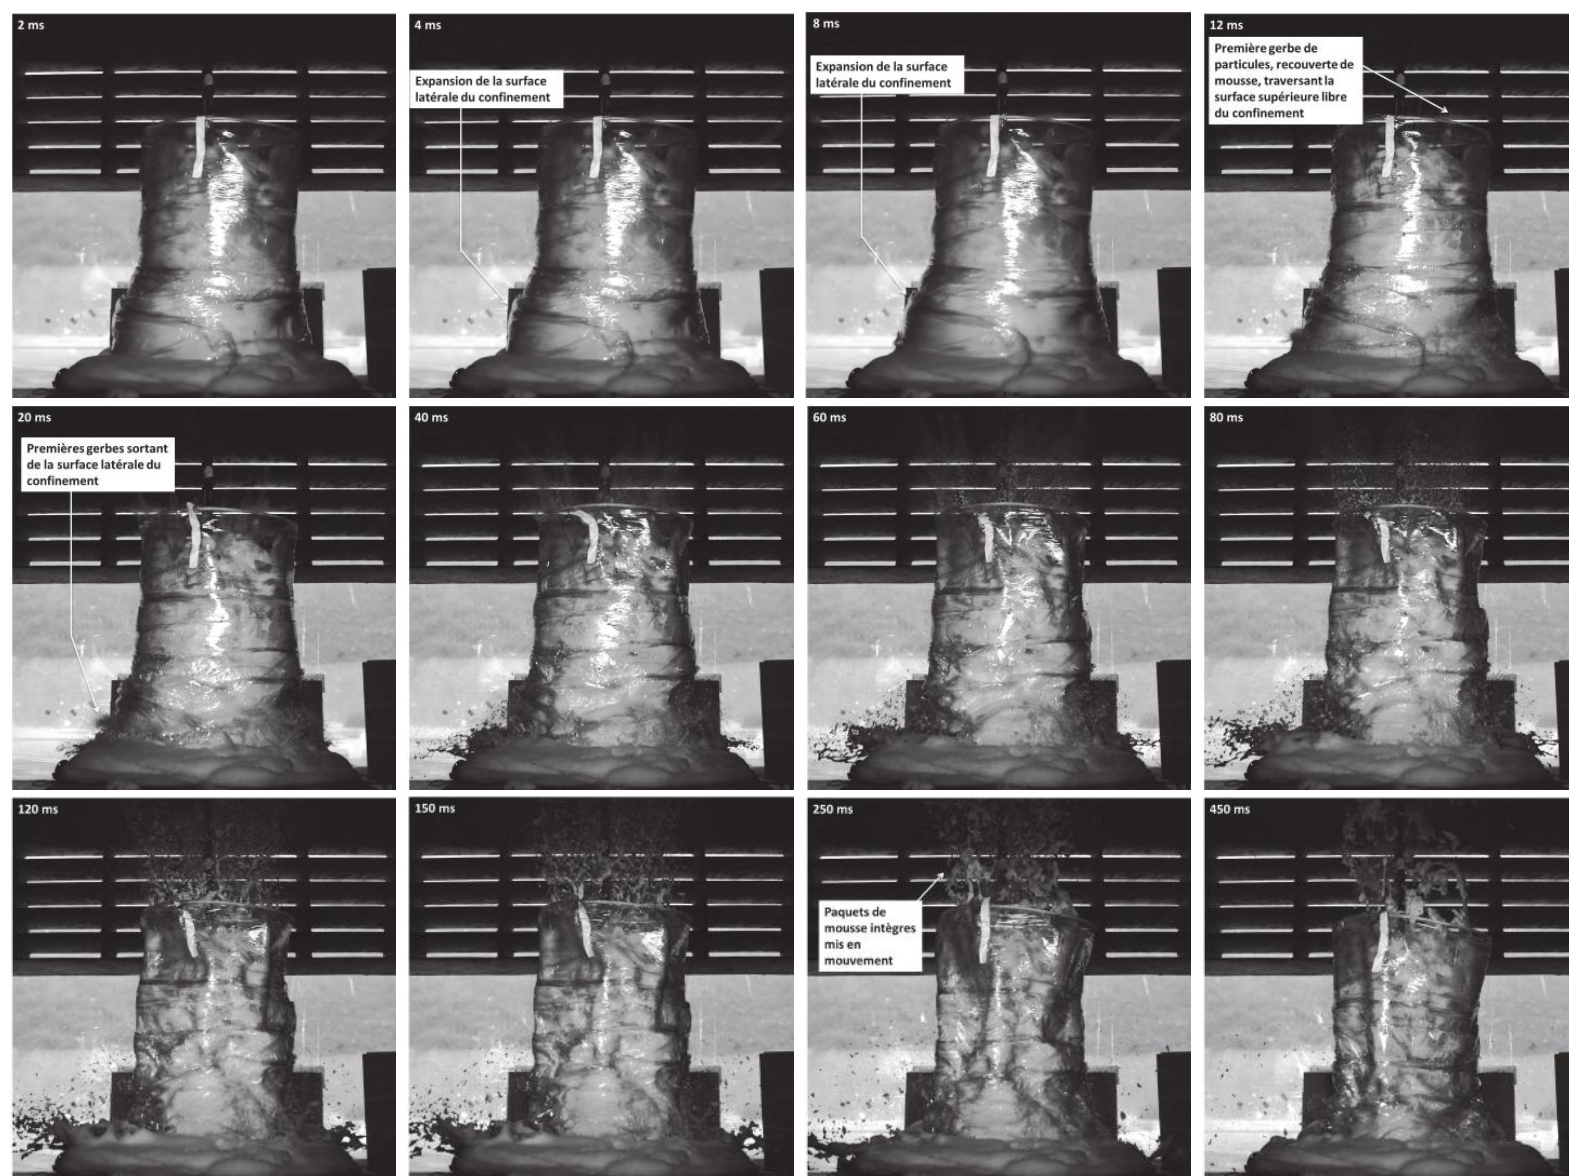 2 ms
4 ms
Expansion de la surface
latérale du confinement
8 ms
Expansion de la surface
latérale du confinement
12 ms
Première gerbe de
particules, recouverte de
mousse, traversant la
surface supérieure libre
du confinement
20 ms
Premières gerbes sortant
de la surface latérale du
confinement
40 ms
60 ms
80 ms
120 ms
150 ms
250 ms
Paquets de
mousse intègres
mis en
mouvement
450 ms